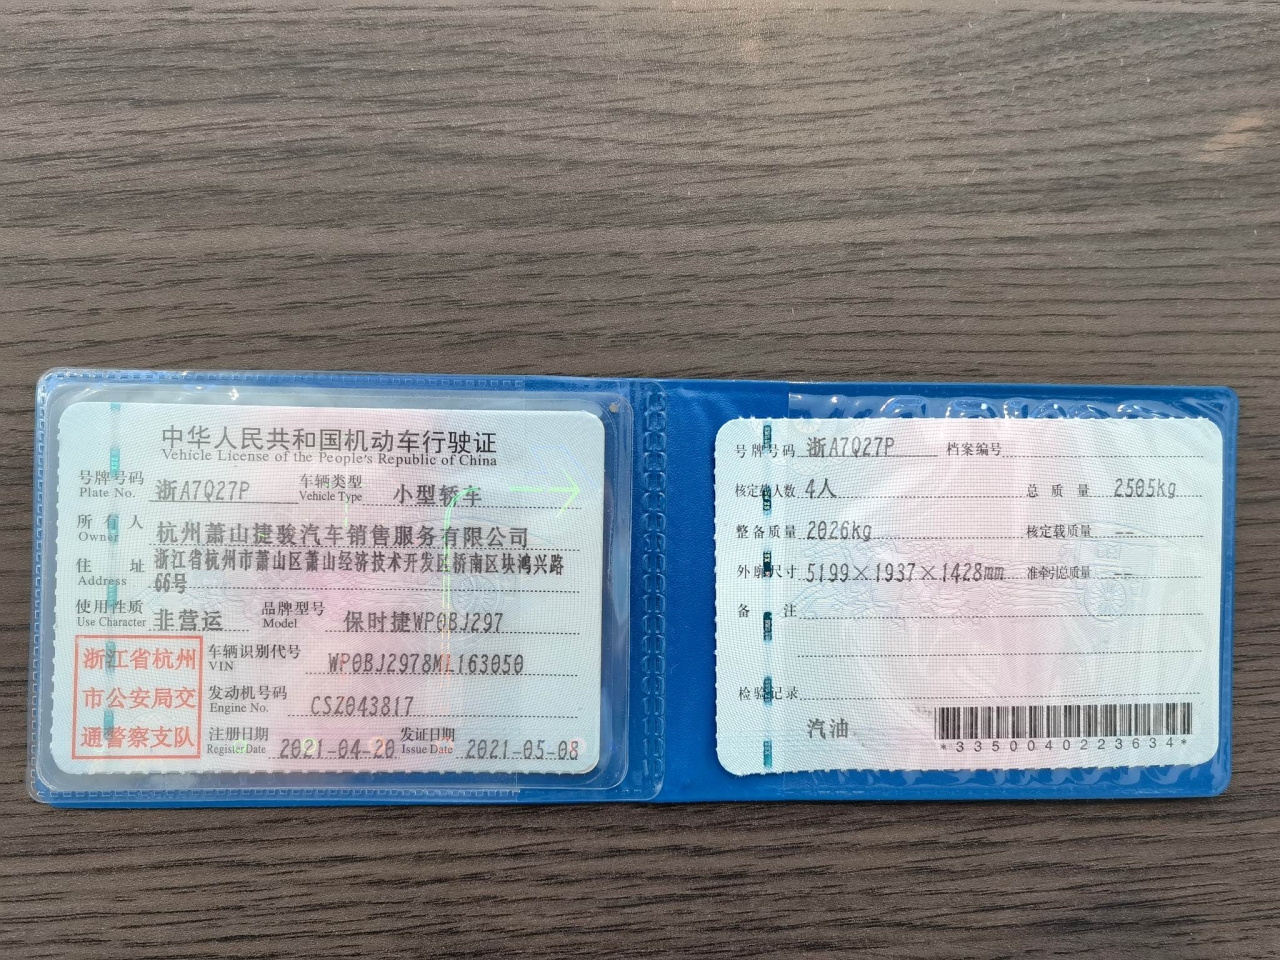 中华人民共和国机动车行驶证
Vehicle License of the People's Republic of China
号牌号码 浙A7Q27P 车辆类型 小型轿车
Plate No. Vehicle Type
所有人 杭州萧山捷骏汽车销售服务有限公司
Owner
住址 浙江省杭州市萧山区萧山经济技术开发区桥南区块鸿兴路
Address 66号
使用性质 非营运 品牌型号 保时捷WP0BJ297
Use Character Model
浙江省杭州
市公安局交
通警察支队
车辆识别代号 WP0BJ2978ML163050
VIN
发动机号码 CSZ043817
Engine No.
注册日期 2021-04-20 发证日期 2021-05-08
Register Date Issue Date
号牌号码 浙A7Q27P 档案编号
核定载人数 4人 总质量 2505kg
整备质量 2026kg 核定载质量 --
外廓尺寸 5199×1937×1428mm 准牵引总质量 --
备注
检验记录
汽油
*3350040223634*